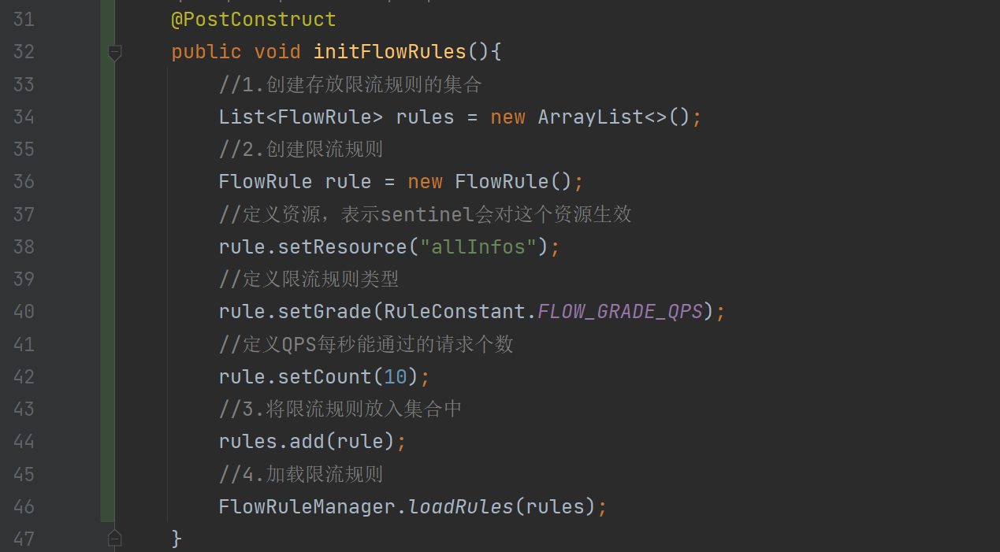 31 @PostConstruct
32 public void initFlowRules(){
33 //1.创建存放限流规则的集合
34 List<FlowRule> rules = new ArrayList<>();
35 //2.创建限流规则
36 FlowRule rule = new FlowRule();
37 //定义资源，表示sentinel会对这个资源生效
38 rule.setResource("allInfos");
39 //定义限流规则类型
40 rule.setGrade(RuleConstant.FLOW_GRADE_QPS);
41 //定义QPS每秒能通过的请求个数
42 rule.setCount(10);
43 //3.将限流规则放入集合中
44 rules.add(rule);
45 //4.加载限流规则
46 FlowRuleManager.loadRules(rules);
47 }